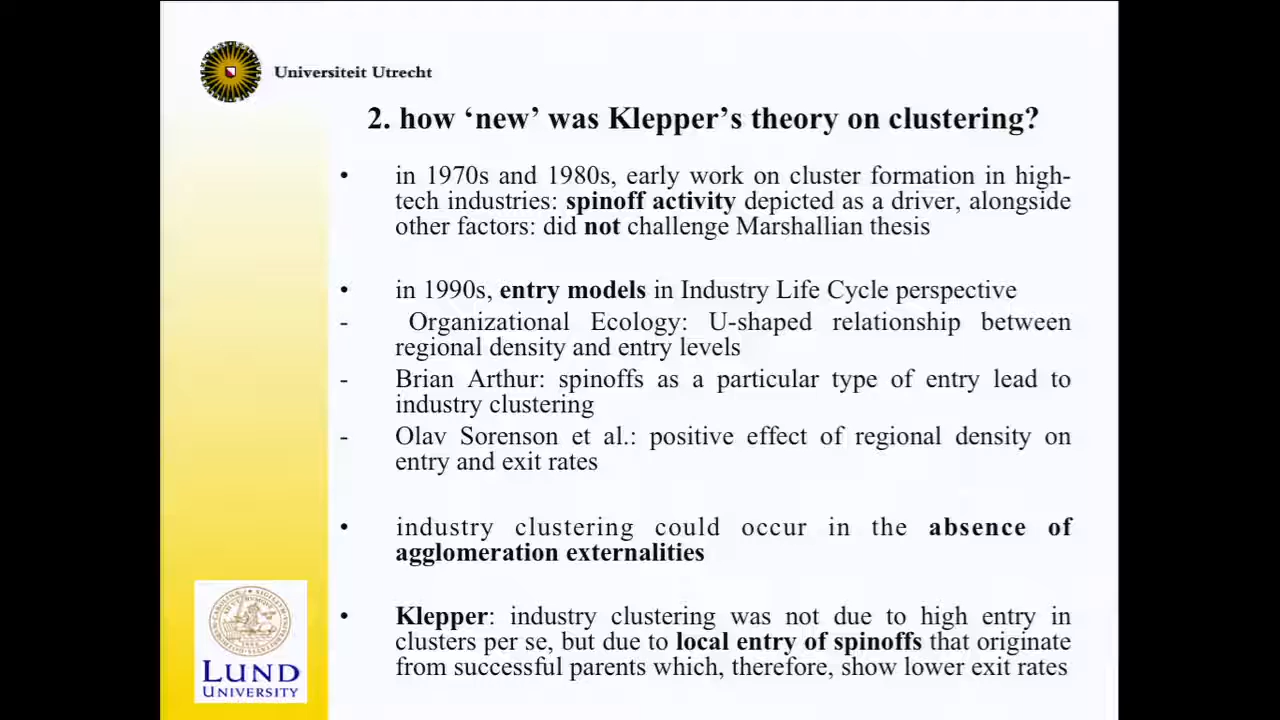 Universiteit Utrecht
2. how ‘new’ was Klepper’s theory on clustering?
• in 1970s and 1980s, early work on cluster formation in high-
tech industries: spinoff activity depicted as a driver, alongside
other factors: did not challenge Marshallian thesis
• in 1990s, entry models in Industry Life Cycle perspective
- Organizational Ecology: U-shaped relationship between
regional density and entry levels
- Brian Arthur: spinoffs as a particular type of entry lead to
industry clustering
- Olav Sorenson et al.: positive effect of regional density on
entry and exit rates
• industry clustering could occur in the absence of
agglomeration externalities
• Klepper: industry clustering was not due to high entry in
clusters per se, but due to local entry of spinoffs that originate
from successful parents which, therefore, show lower exit rates
LUND
UNIVERSITY